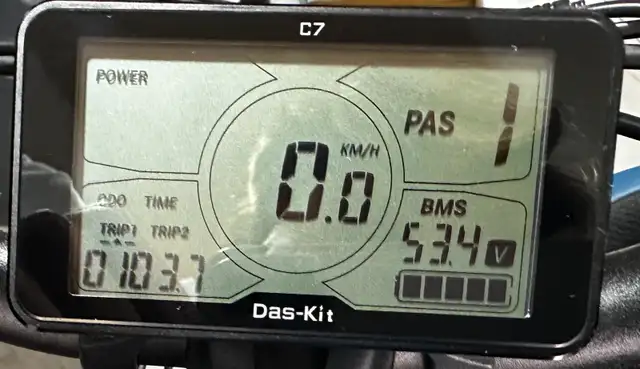 C7
POWER
PAS 1
KM/H
0.0
ODO TIME
TRIP1 TRIP2
0103.7
BMS
53.4 V
Das-Kit